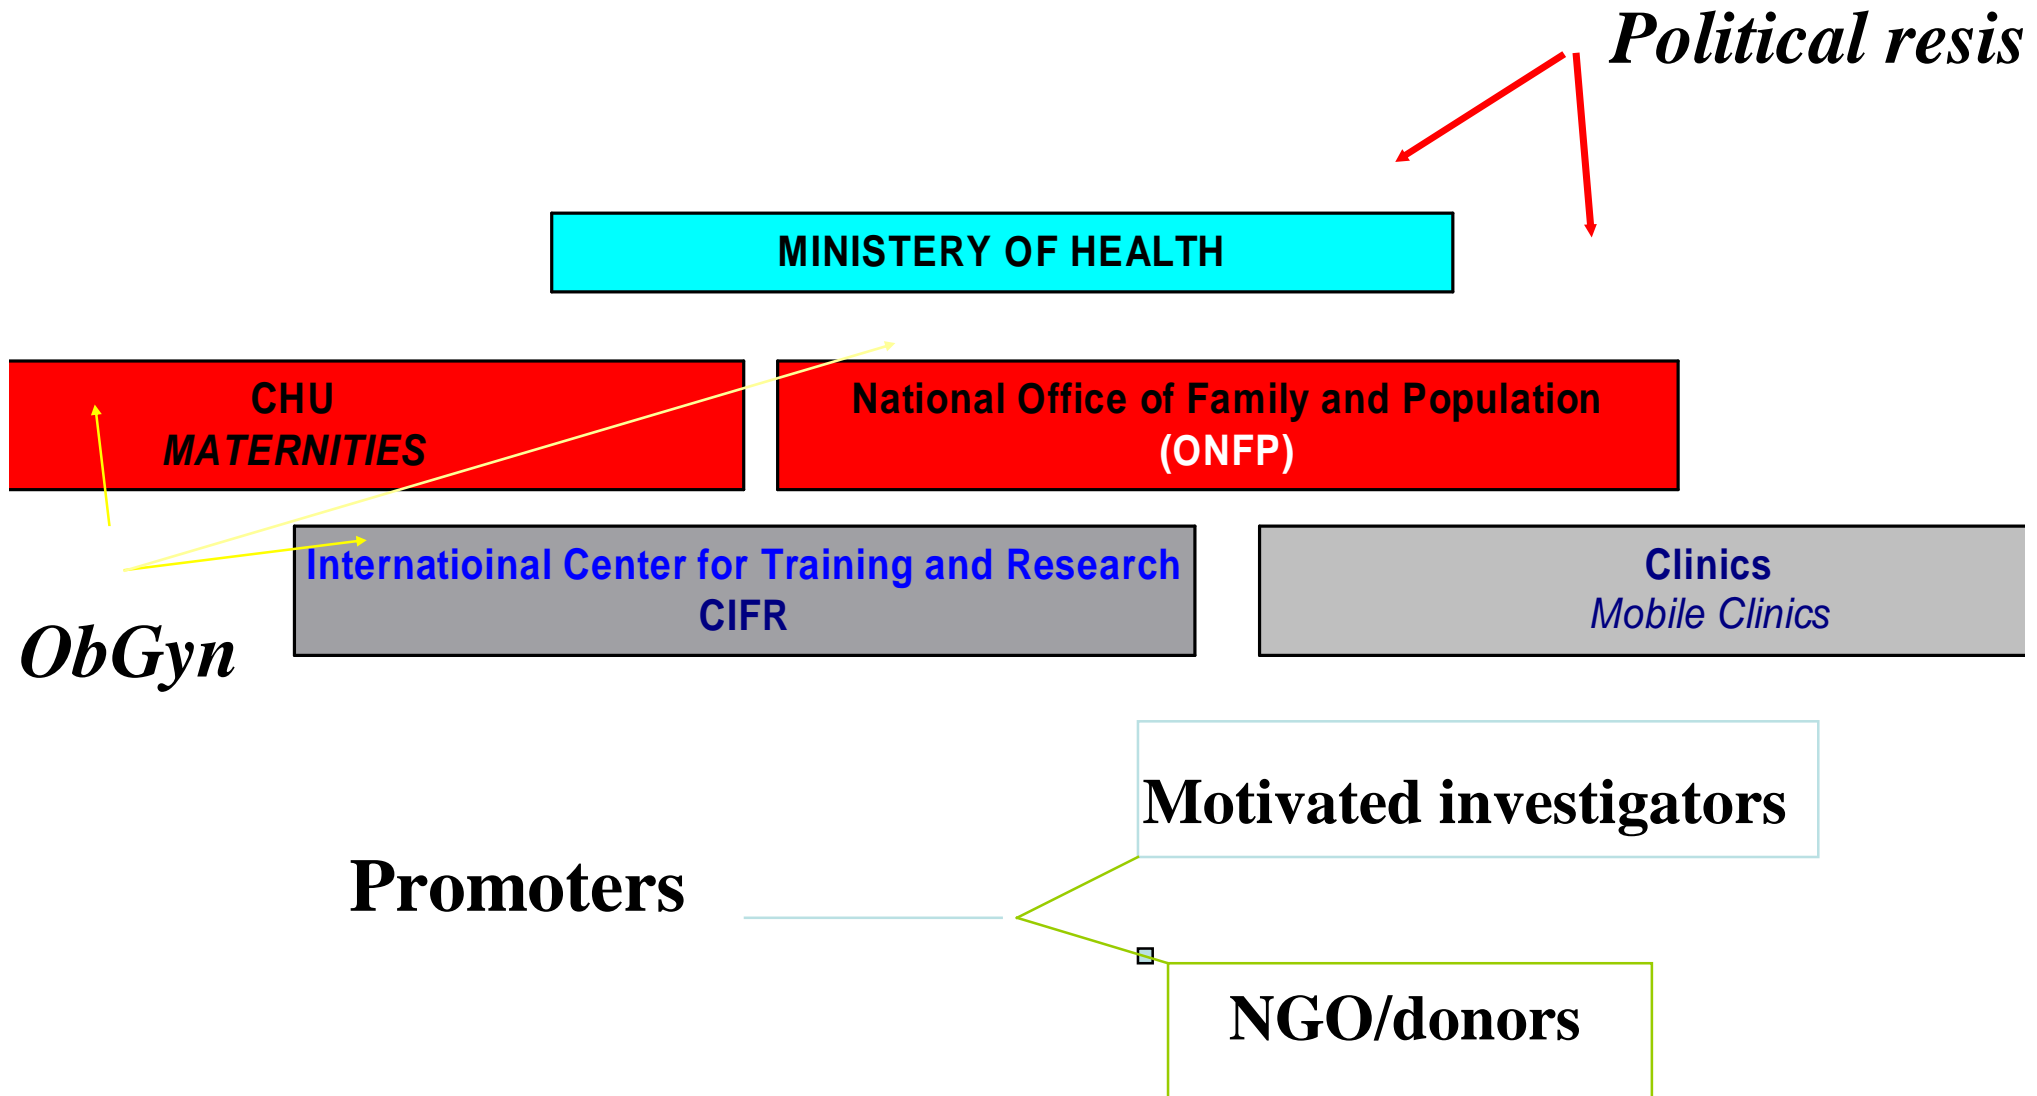 Political resis
MINISTERY OF HEALTH
CHU
MATERNITIES
National Office of Family and Population
(ONFP)
Internatioinal Center for Training and Research
CIFR
Clinics
Mobile Clinics
ObGyn
Motivated investigators
Promoters
NGO/donors